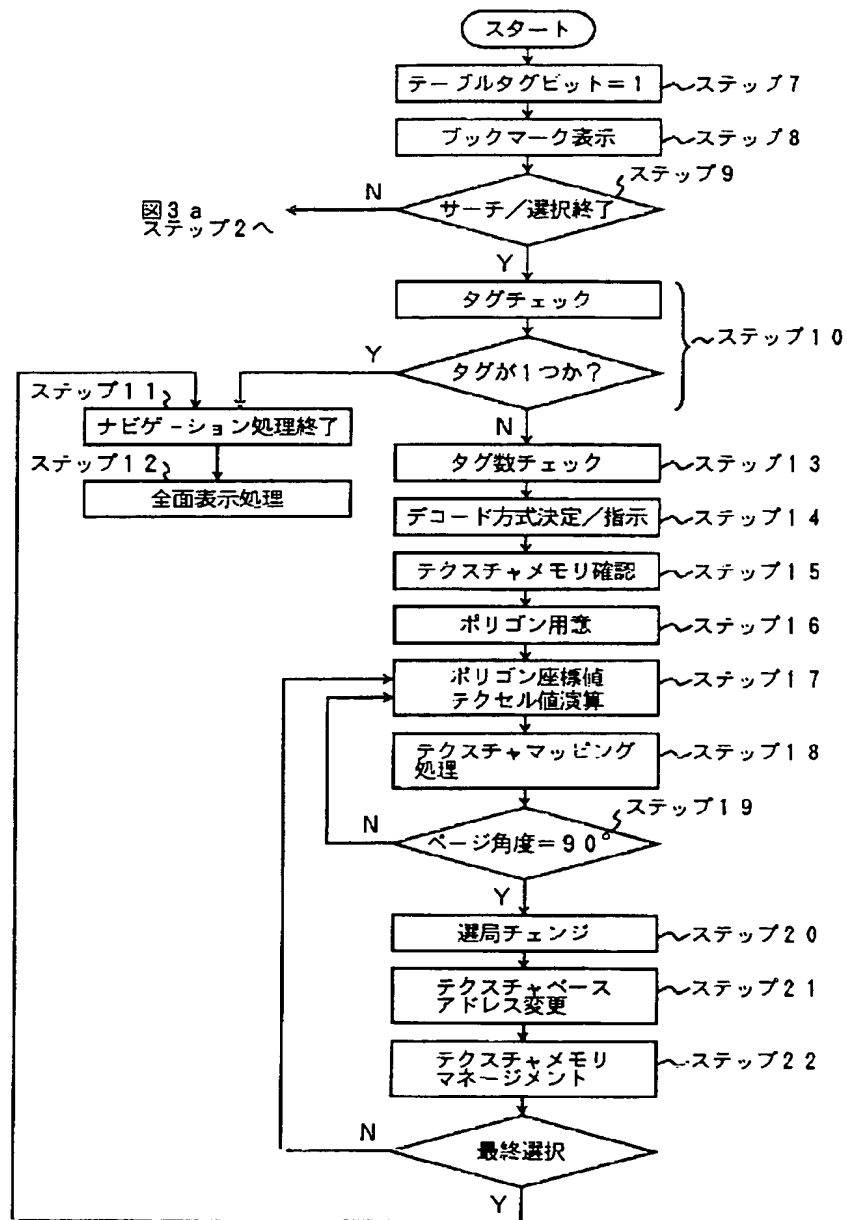 スタート
テーブルタグビット=1
ステップ7
ブックマーク表示
ステップ8
ステップ9
サーチ/選択終了
N
図3a
ステップ2へ
Y
タグチェック
ステップ10
タグが1つか?
Y
N
ステップ11
ナビゲーション処理終了
ステップ12
全面表示処理
タグ数チェック
ステップ13
デコード方式決定/指示
ステップ14
テクスチャメモリ確認
ステップ15
ポリゴン用意
ステップ16
ポリゴン座標値
テクセル値演算
ステップ17
テクスチャマッピング
処理
ステップ18
ステップ19
ページ角度=90°
N
Y
選局チェンジ
ステップ20
テクスチャベース
アドレス変更
ステップ21
テクスチャメモリ
マネージメント
ステップ22
最終選択
N
Y